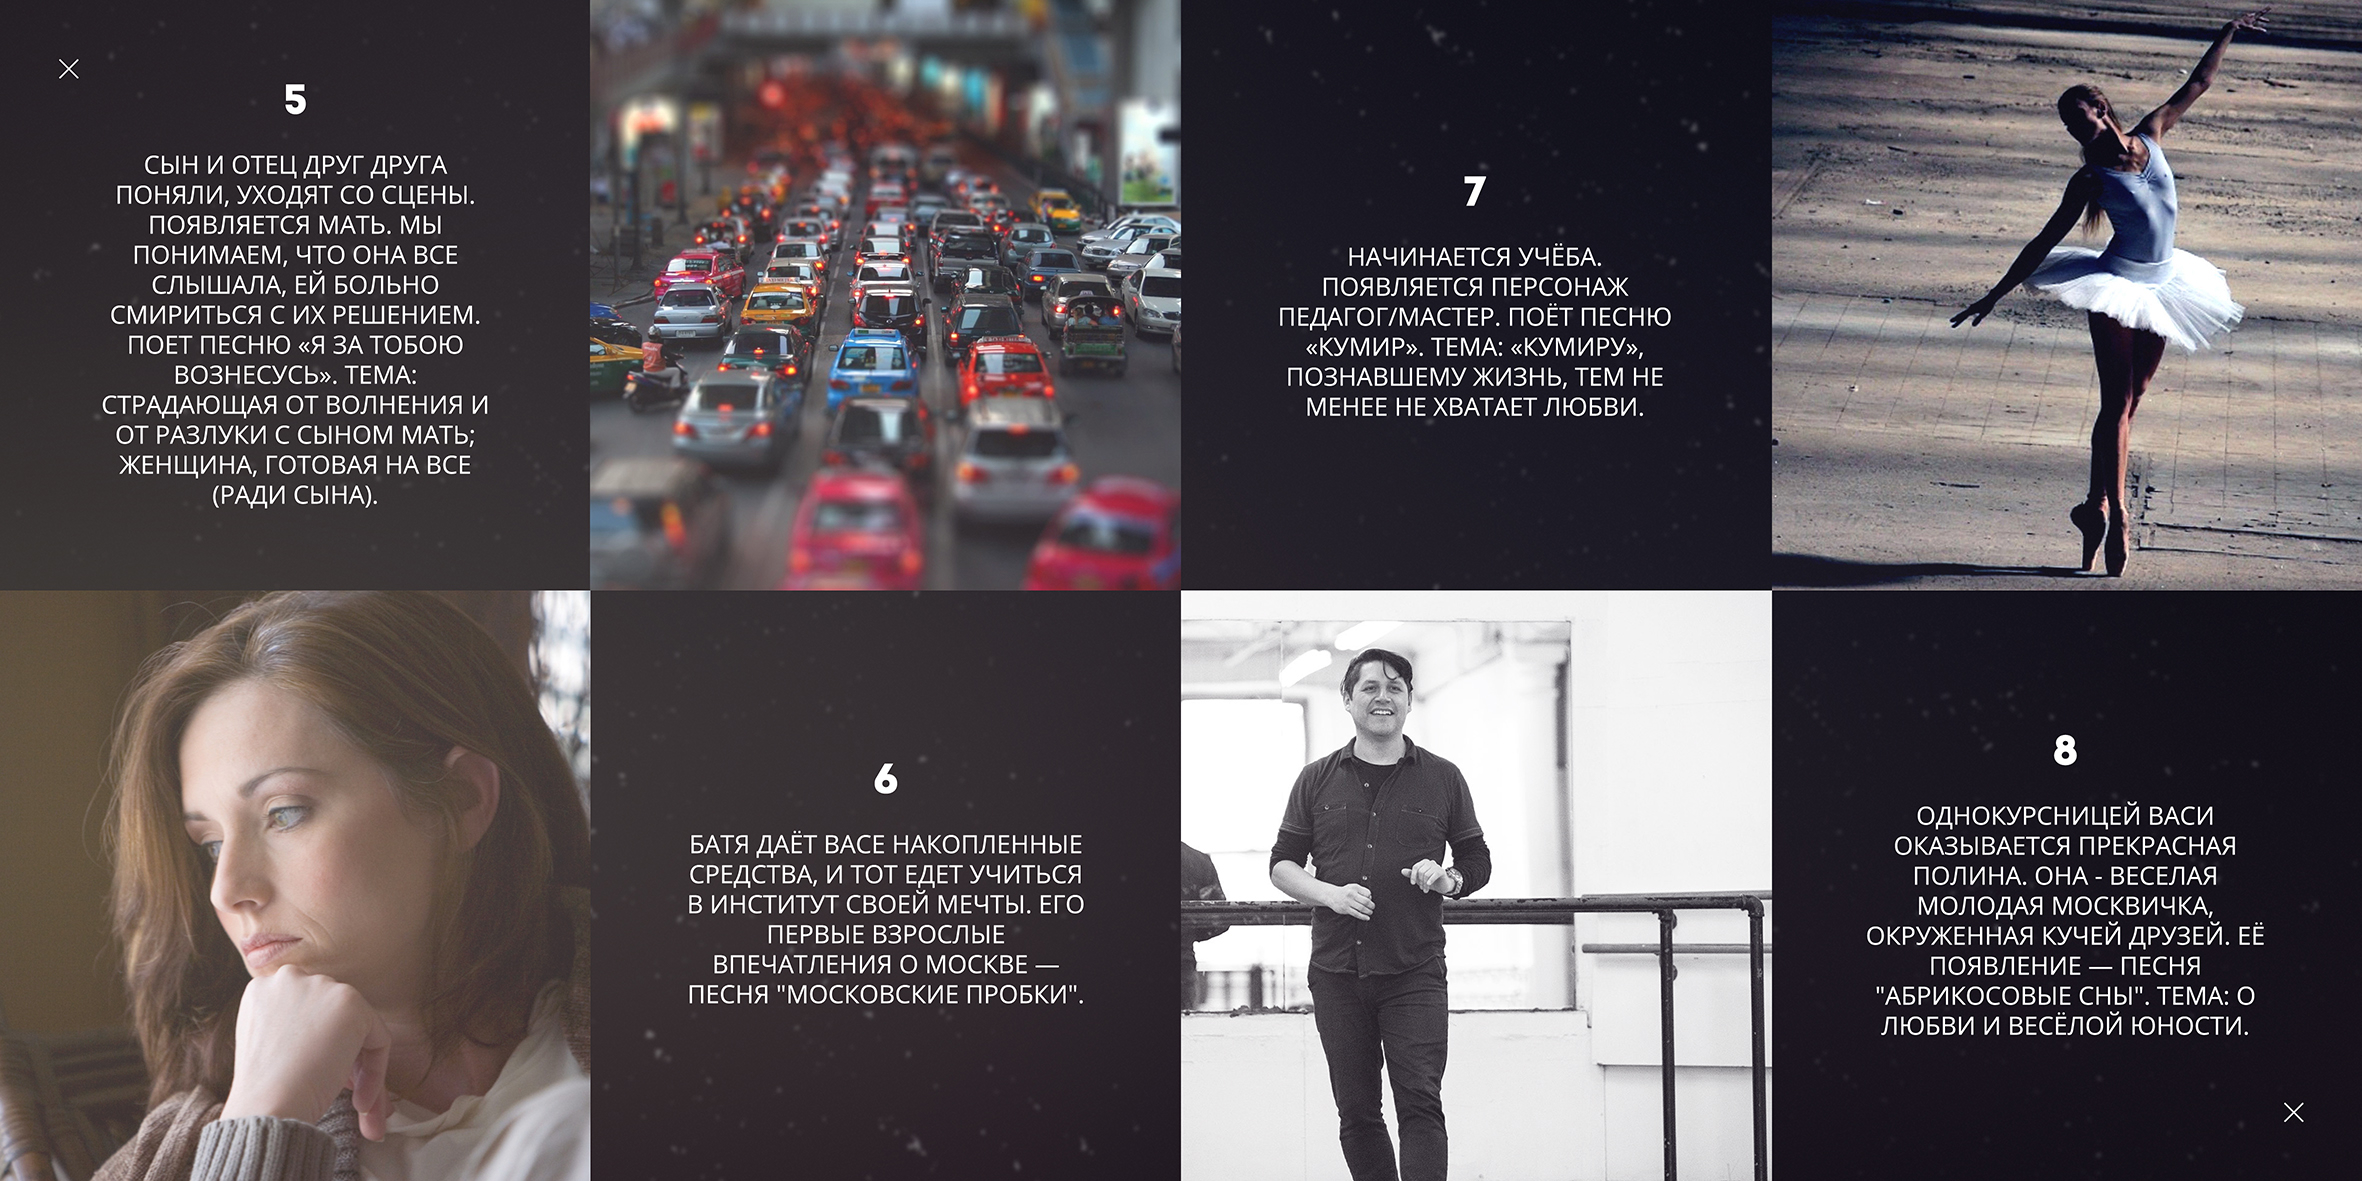 5
СЫН И ОТЕЦ ДРУГ ДРУГА
ПОНЯЛИ, УХОДЯТ СО СЦЕНЫ.
ПОЯВЛЯЕТСЯ МАТЬ. МЫ
ПОНИМАЕМ, ЧТО ОНА ВСЕ
СЛЫШАЛА, ЕЙ БОЛЬНО
СМИРИТЬСЯ С ИХ РЕШЕНИЕМ.
ПОЕТ ПЕСНЮ «Я ЗА ТОБОЮ
ВОЗНЕСУСЬ». ТЕМА:
СТРАДАЮЩАЯ ОТ ВОЛНЕНИЯ И
ОТ РАЗЛУКИ С СЫНОМ МАТЬ;
ЖЕНЩИНА, ГОТОВАЯ НА ВСЕ
(РАДИ СЫНА).
6
БАТЯ ДАЁТ ВАСЕ НАКОПЛЕННЫЕ
СРЕДСТВА, И ТОТ ЕДЕТ УЧИТЬСЯ
В ИНСТИТУТ СВОЕЙ МЕЧТЫ. ЕГО
ПЕРВЫЕ ВЗРОСЛЫЕ
ВПЕЧАТЛЕНИЯ О МОСКВЕ —
ПЕСНЯ "МОСКОВСКИЕ ПРОБКИ".
7
НАЧИНАЕТСЯ УЧЁБА.
ПОЯВЛЯЕТСЯ ПЕРСОНАЖ
ПЕДАГОГ/МАСТЕР. ПОЁТ ПЕСНЮ
«КУМИР». ТЕМА: «КУМИРУ»,
ПОЗНАВШЕМУ ЖИЗНЬ, ТЕМ НЕ
МЕНЕЕ НЕ ХВАТАЕТ ЛЮБВИ.
8
ОДНОКУРСНИЦЕЙ ВАСИ
ОКАЗЫВАЕТСЯ ПРЕКРАСНАЯ
ПОЛИНА. ОНА - ВЕСЕЛАЯ
МОЛОДАЯ МОСКВИЧКА,
ОКРУЖЕННАЯ КУЧЕЙ ДРУЗЕЙ. ЕЁ
ПОЯВЛЕНИЕ — ПЕСНЯ
"АБРИКОСОВЫЕ СНЫ". ТЕМА: О
ЛЮБВИ И ВЕСЁЛОЙ ЮНОСТИ.